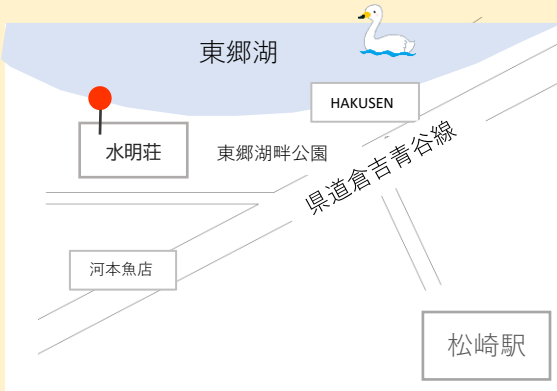 東郷湖
HAKUSEN
水明荘
東郷湖畔公園
県道倉吉青谷線
河本魚店
松崎駅